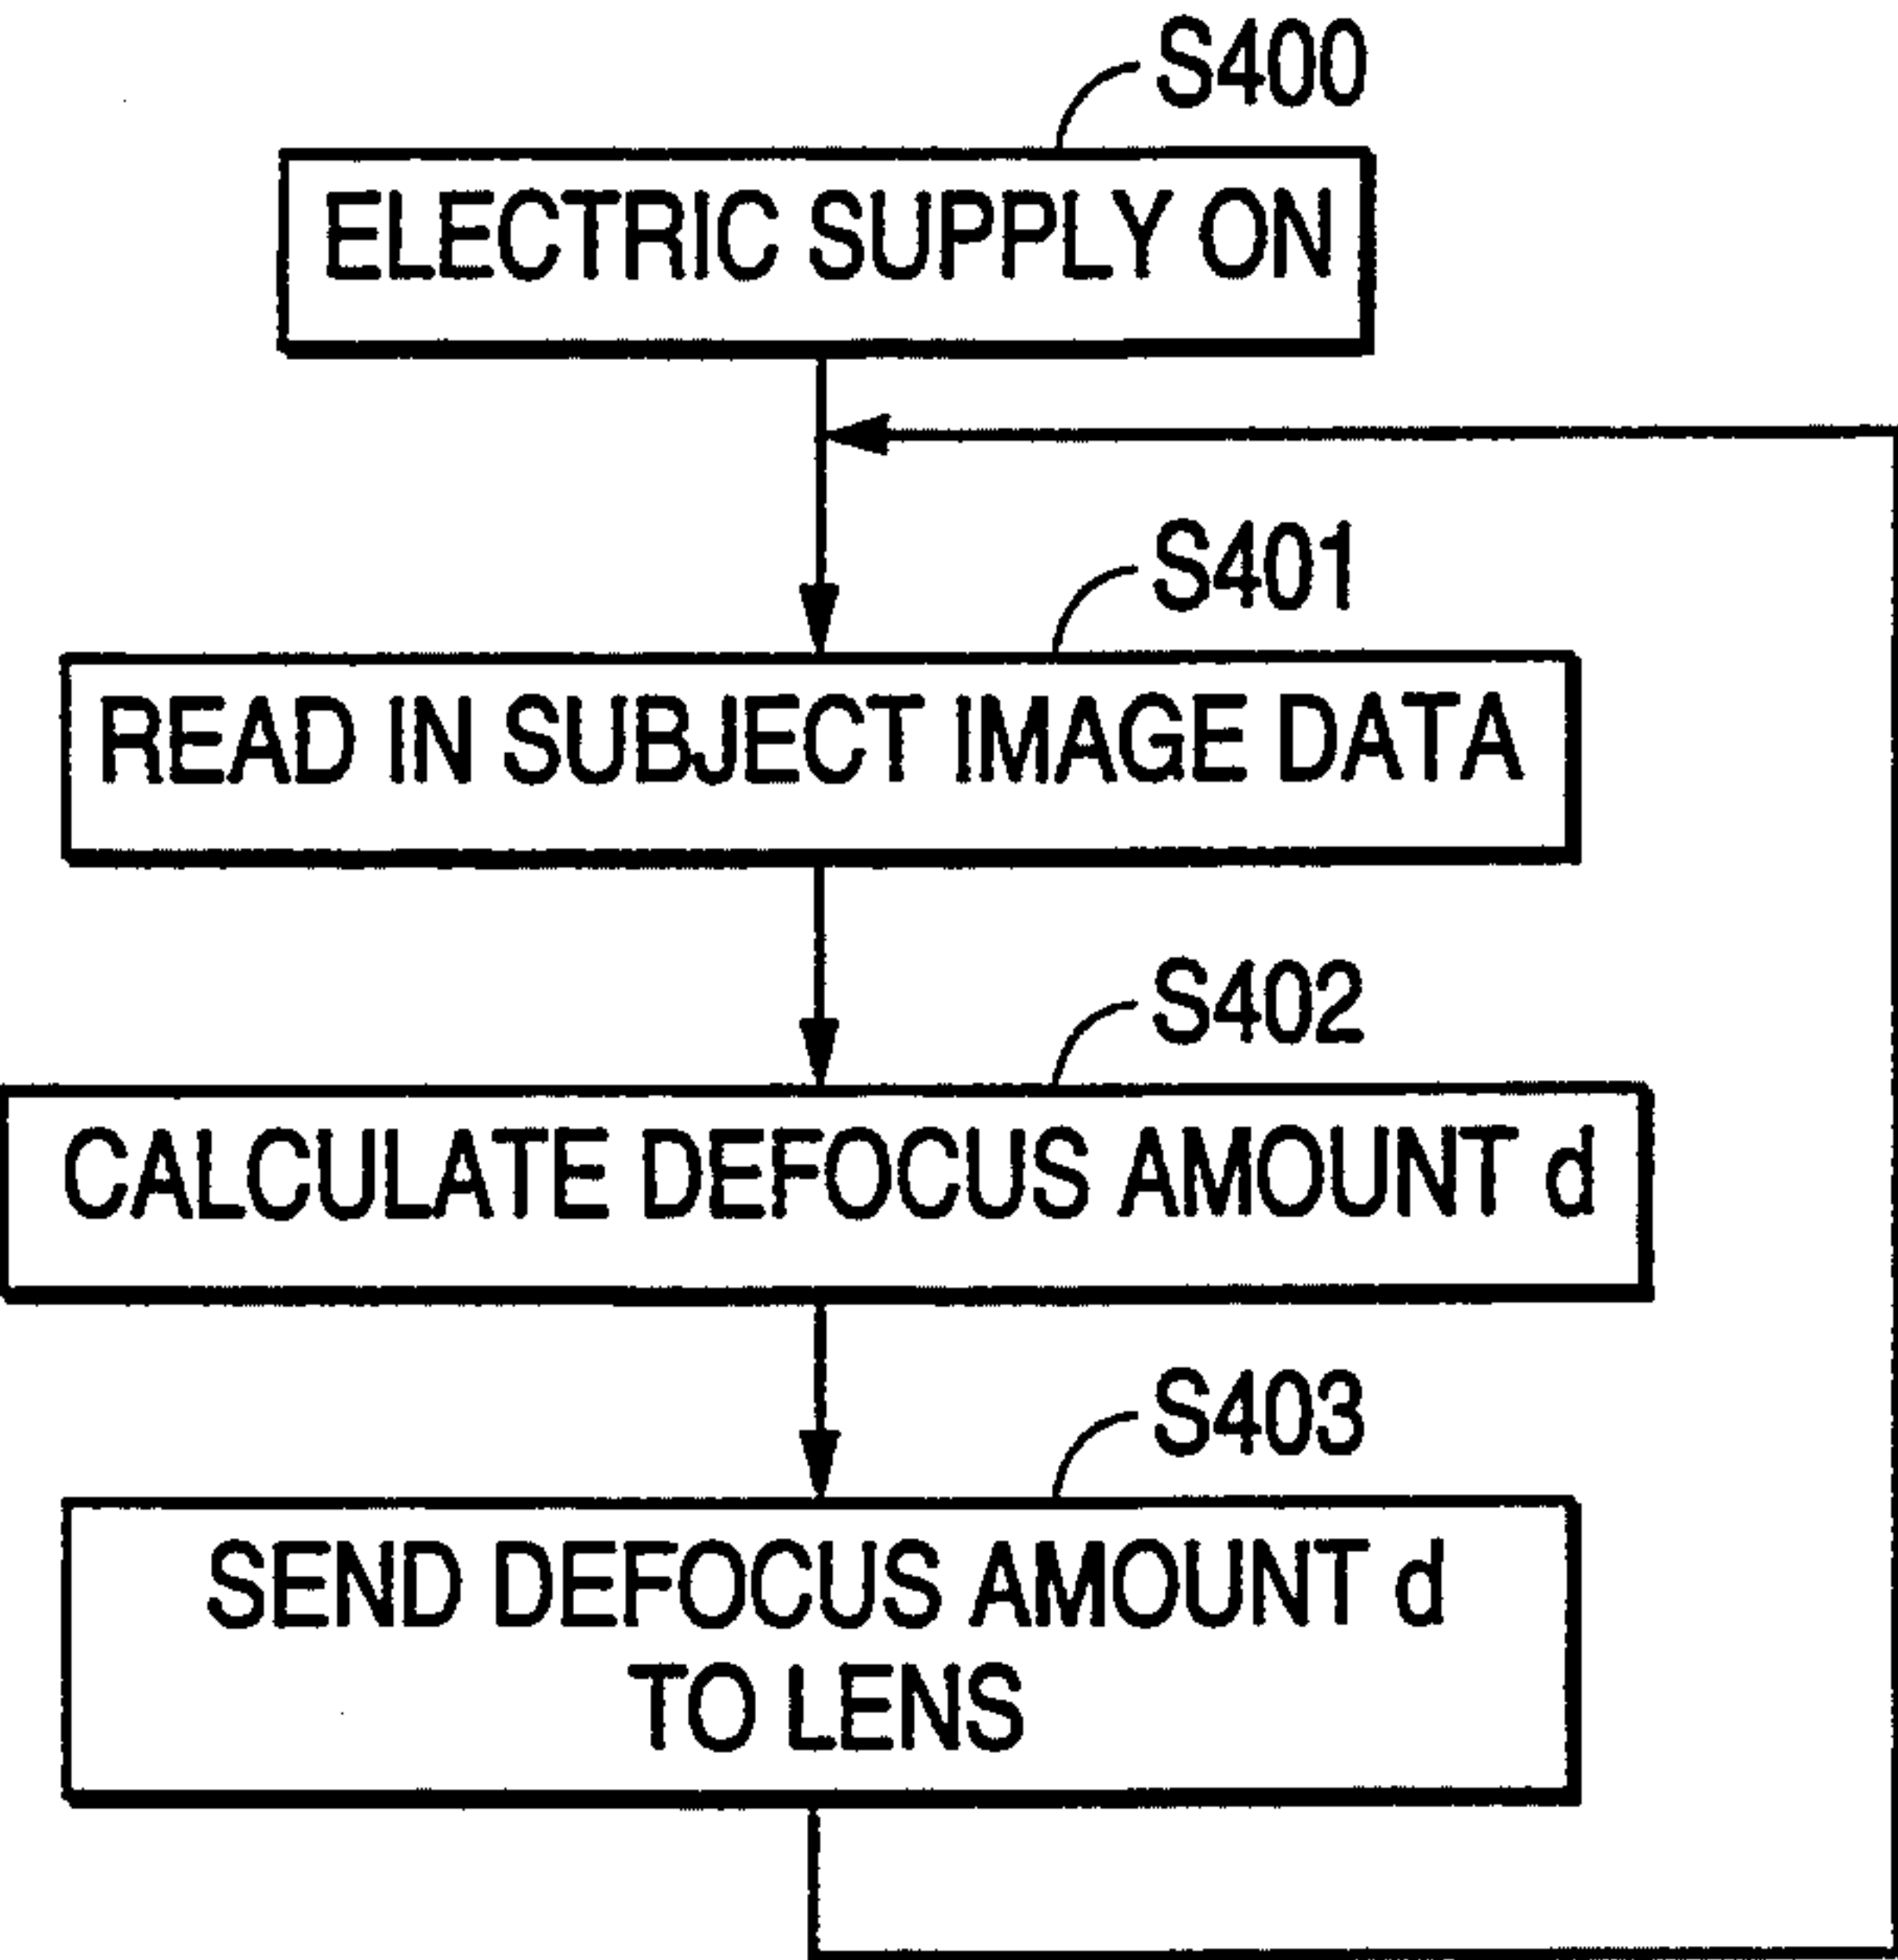 S400
ELECTRIC SUPPLY ON
S401
READ IN SUBJECT IMAGE DATA
S402
CALCULATE DEFOCUS AMOUNT d
S403
SEND DEFOCUS AMOUNT d
TO LENS